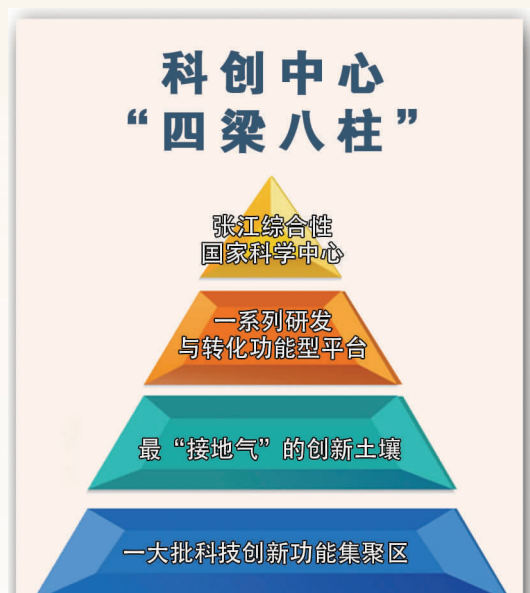 科创中心
“四梁八柱”
张江综合性
国家科学中心
一系列研发
与转化功能型平台
最“接地气”的创新土壤
一大批科技创新功能集聚区